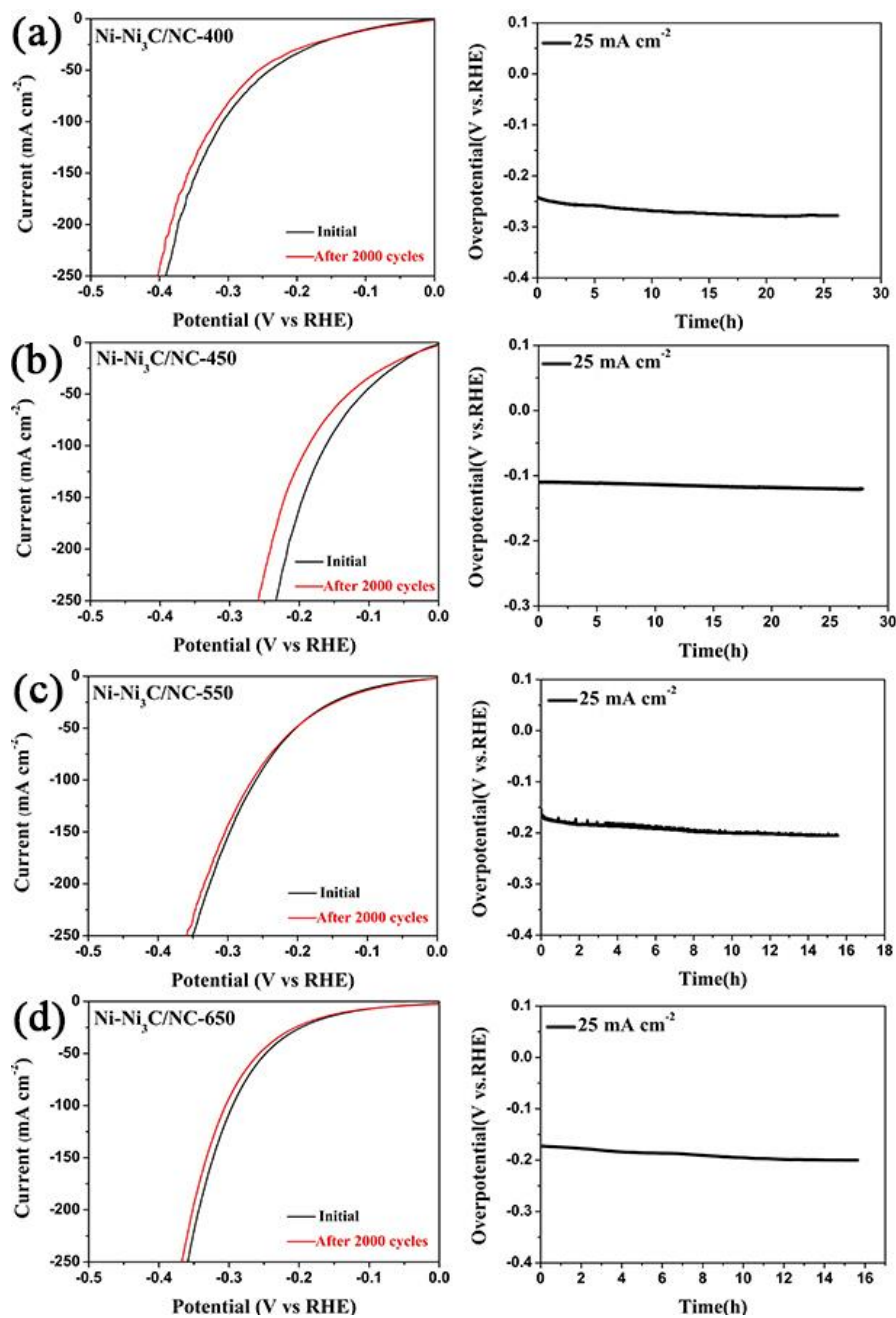 (a)
Ni-Ni3C/NC-400
Current (mA cm-2)
0
-50
-100
-150
-200
-250
Initial
After 2000 cycles
-0.5 -0.4 -0.3 -0.2 -0.1 0.0
Potential (V vs RHE)
25 mA cm-2
Overpotential(V vs.RHE)
0.1
0.0
-0.1
-0.2
-0.3
-0.4
0 5 10 15 20 25 30
Time(h)
(b)
Ni-Ni3C/NC-450
Current (mA cm-2)
0
-50
-100
-150
-200
-250
Initial
After 2000 cycles
-0.5 -0.4 -0.3 -0.2 -0.1 0.0
Potential (V vs RHE)
25 mA cm-2
Overpotential(V vs.RHE)
0.1
0.0
-0.1
-0.2
-0.3
0 5 10 15 20 25 30
Time(h)
(c)
Ni-Ni3C/NC-550
Current (mA cm-2)
0
-50
-100
-150
-200
-250
Initial
After 2000 cycles
-0.5 -0.4 -0.3 -0.2 -0.1 0.0
Potential (V vs RHE)
25 mA cm-2
Overpotential(V vs.RHE)
0.1
0.0
-0.1
-0.2
-0.3
-0.4
0 2 4 6 8 10 12 14 16 18
Time(h)
(d)
Ni-Ni3C/NC-650
Current (mA cm-2)
0
-50
-100
-150
-200
-250
Initial
After 2000 cycles
-0.5 -0.4 -0.3 -0.2 -0.1 0.0
Potential (V vs RHE)
25 mA cm-2
Overpotential(V vs.RHE)
0.1
0.0
-0.1
-0.2
-0.3
-0.4
0 2 4 6 8 10 12 14 16
Time(h)